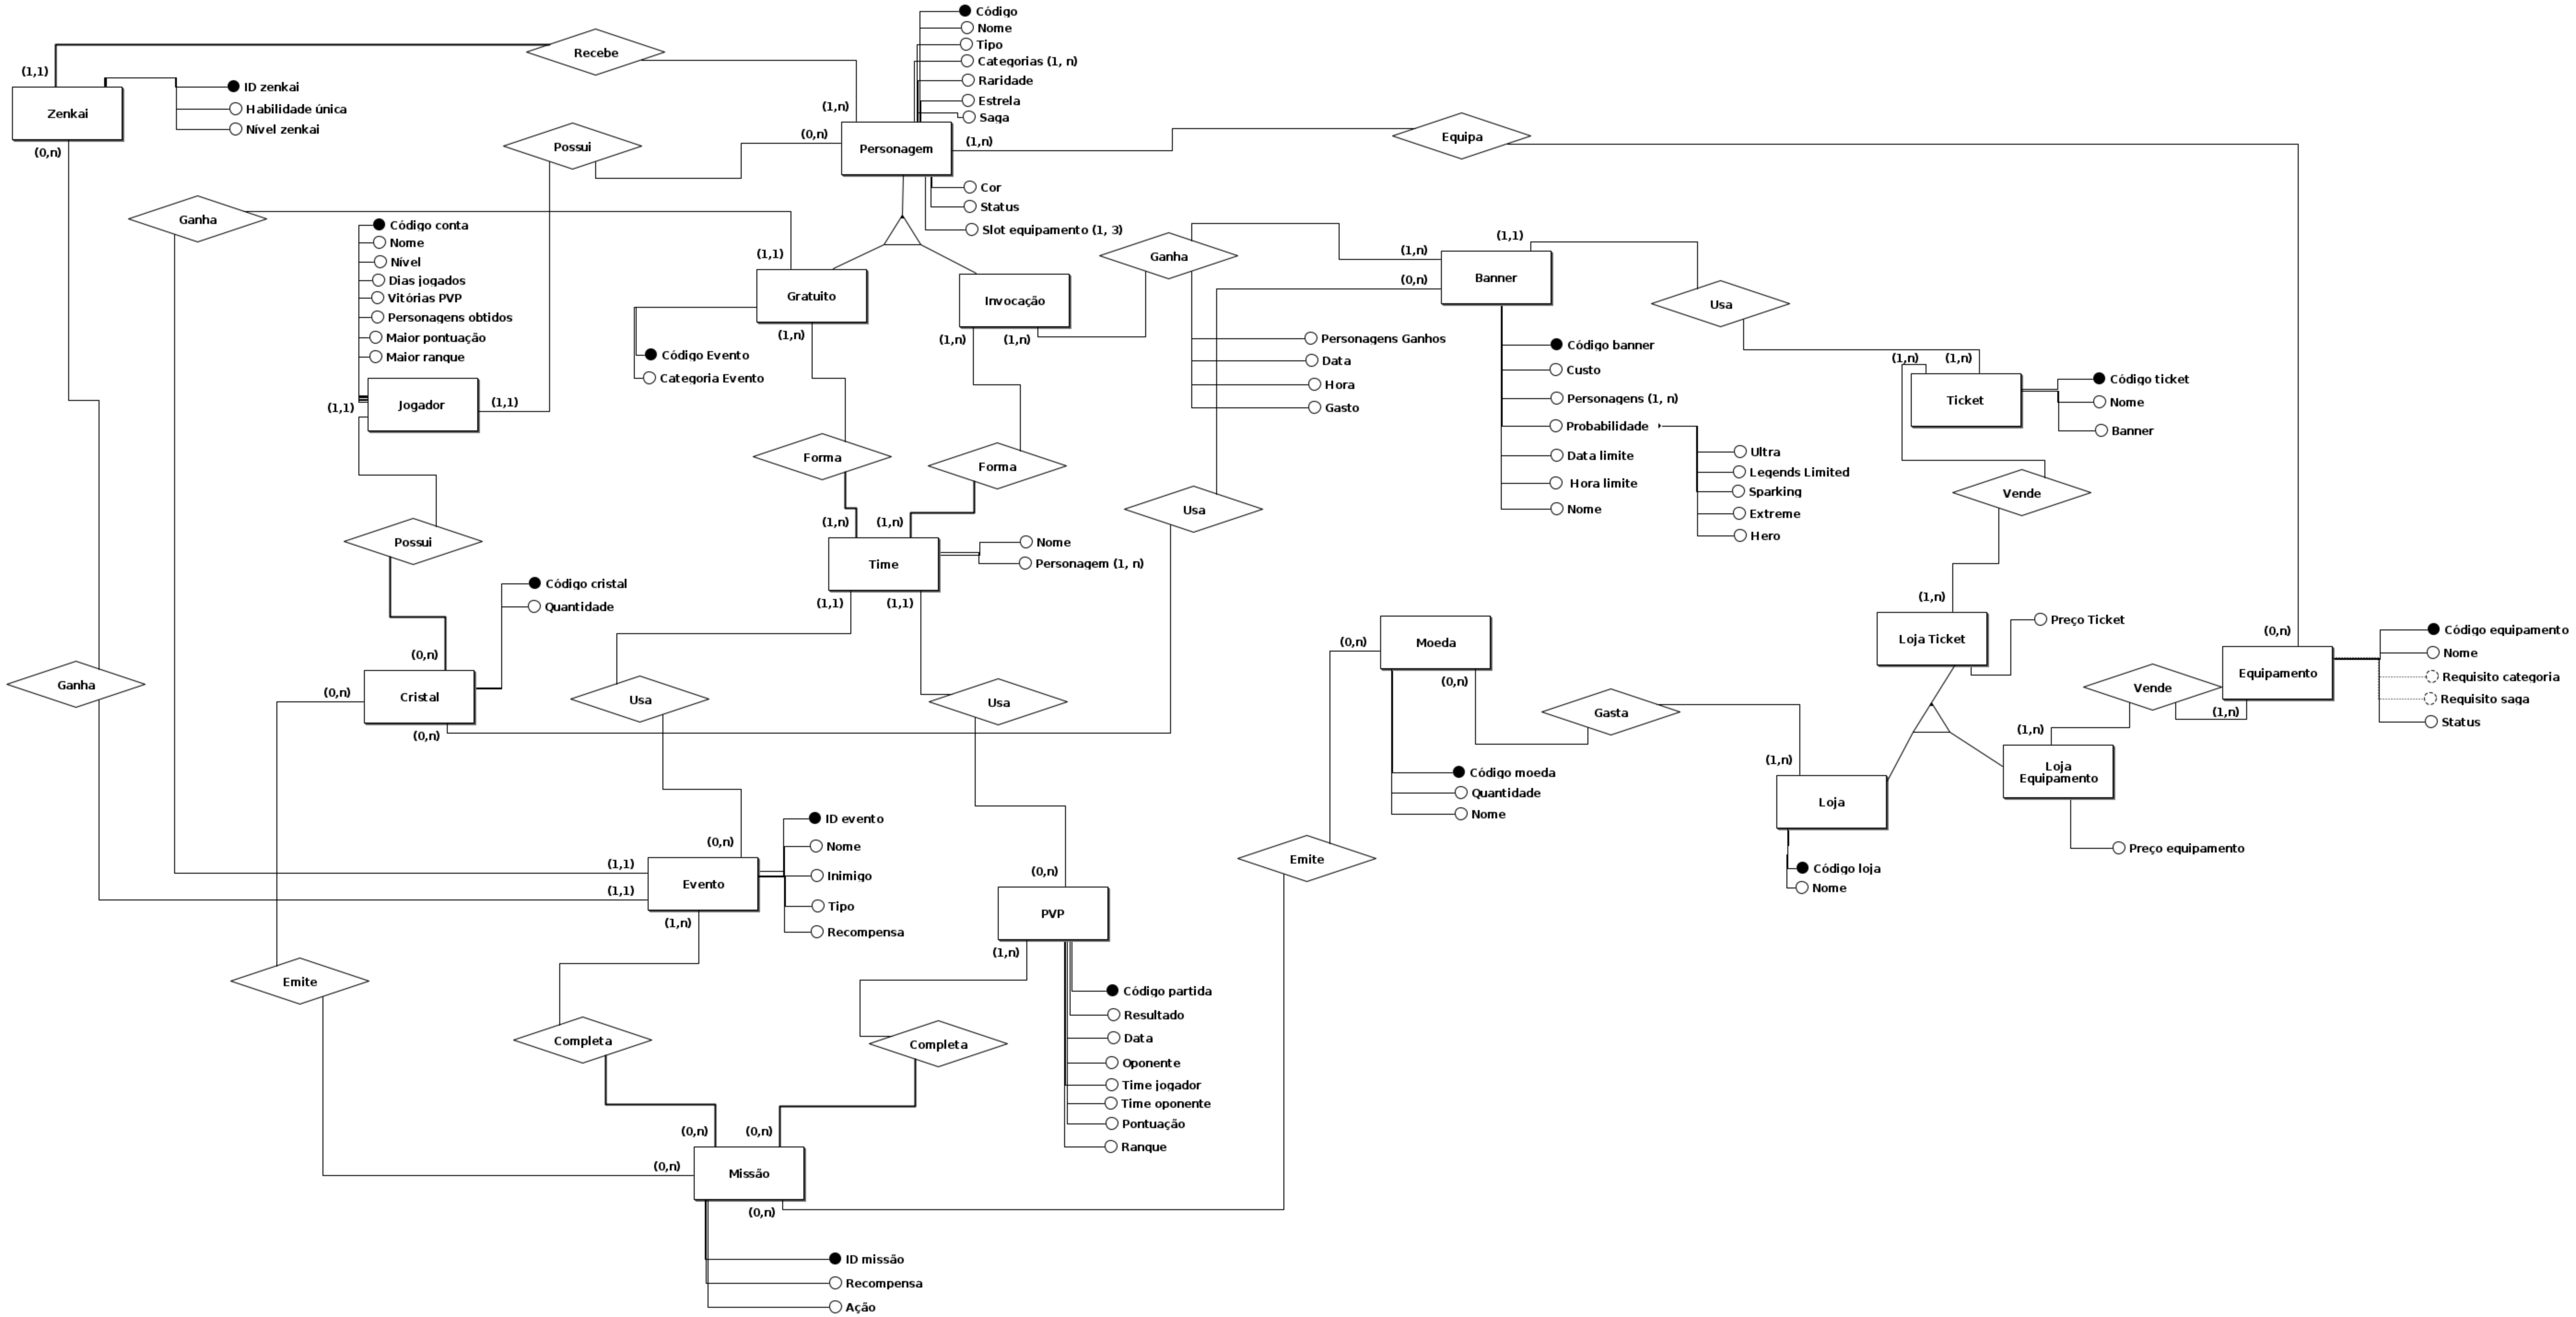 Código
Nome
Tipo
Categorias (1, n)
Raridade
Estrela
Saga
Recebe
(1,1)
Zenkai
ID zenkai
Habilidade única
Nível zenkai
(0,n)
(1,n)
(0,n)
Possui
Personagem
(1,n)
Equipa
Cor
Status
Slot equipamento (1, 3)
Ganha
Código conta
Nome
Nível
Dias jogados
Vitórias PVP
Personagens obtidos
Maior pontuação
Maior ranque
(1,1)
Jogador
(1,1)
(1,1)
Gratuito
(1,n)
Código Evento
Categoria Evento
Invocação
(1,n)
(1,n)
Ganha
Personagens Ganhos
Data
Hora
Gasto
(1,n)
(0,n)
(1,1)
Banner
Usa
Código banner
Custo
Personagens (1, n)
Probabilidade
Data limite
Hora limite
Nome
Ultra
Legends Limited
Sparking
Extreme
Hero
(1,n)
(1,n)
Ticket
Código ticket
Nome
Banner
Vende
Forma
Forma
Usa
Possui
(1,n)
(1,n)
Time
Nome
Personagem (1, n)
(1,1)
(1,1)
Código cristal
Quantidade
(0,n)
(0,n)
Cristal
(0,n)
Ganha
Usa
Usa
(0,n)
Moeda
(0,n)
Gasta
Código moeda
Quantidade
Nome
(1,n)
Loja Ticket
Preço Ticket
(0,n)
Equipamento
Código equipamento
Nome
Requisito categoria
Requisito saga
Status
Vende
(1,n)
(1,n)
Loja
Equipamento
Preço equipamento
(1,n)
Loja
Código loja
Nome
(0,n)
(1,1)
(1,1)
Evento
(1,n)
ID evento
Nome
Inimigo
Tipo
Recompensa
(0,n)
PVP
(1,n)
Código partida
Resultado
Data
Oponente
Time jogador
Time oponente
Pontuação
Ranque
Emite
Emite
Completa
Completa
(0,n)
(0,n)
(0,n)
Missão
(0,n)
ID missão
Recompensa
Ação